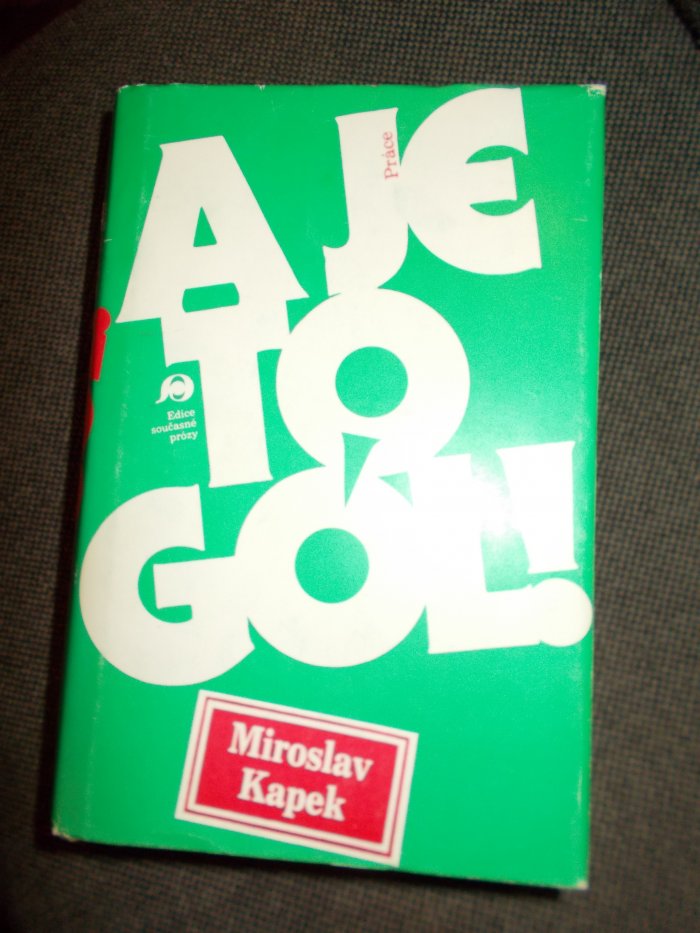 A JE
Práce
TO
Edice
současné
prózy
GÓL!
Miroslav
Kapek